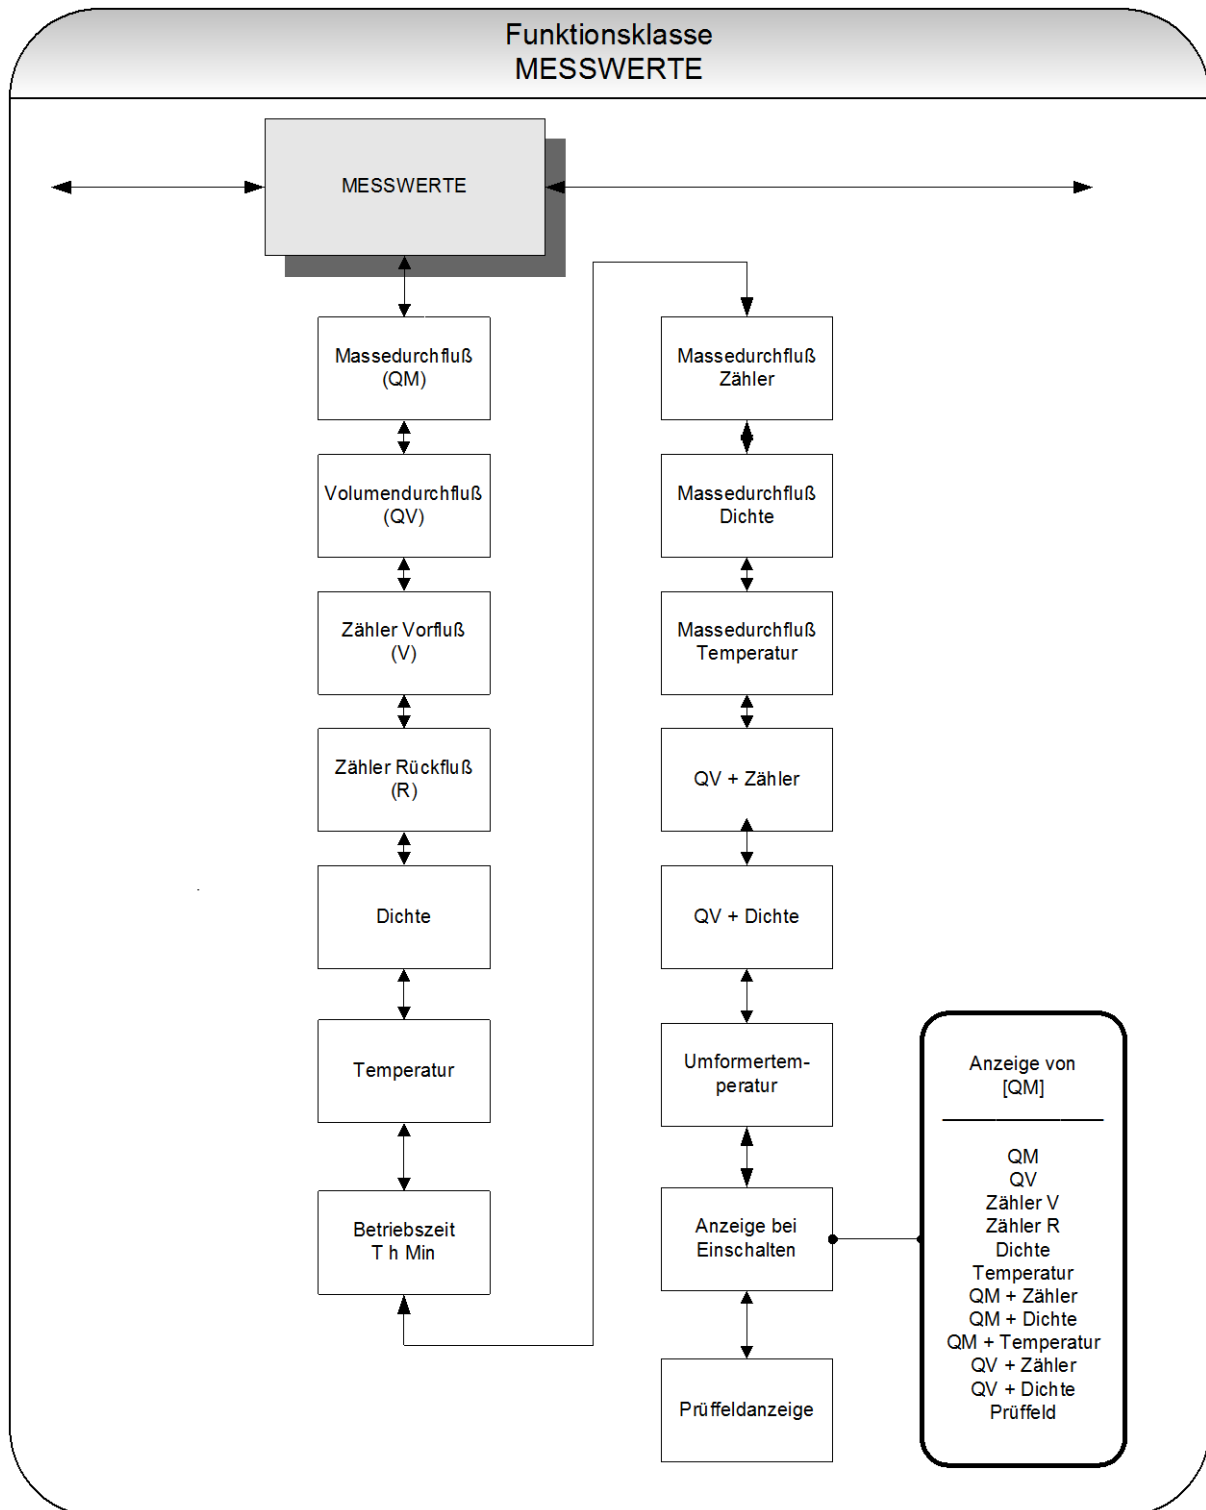 Funktionsklasse
MESSWERTE
MESSWERTE
Massedurchfluß
(QM)
Volumendurchfluß
(QV)
Zähler Vorfluß
(V)
Zähler Rückfluß
(R)
Dichte
Temperatur
Betriebszeit
T h Min
Massedurchfluß
Zähler
Massedurchfluß
Dichte
Massedurchfluß
Temperatur
QV + Zähler
QV + Dichte
Umformertem-
peratur
Anzeige bei
Einschalten
Prüffeldanzeige
Anzeige von
[QM]
QM
QV
Zähler V
Zähler R
Dichte
Temperatur
QM + Zähler
QM + Dichte
QM + Temperatur
QV + Zähler
QV + Dichte
Prüffeld